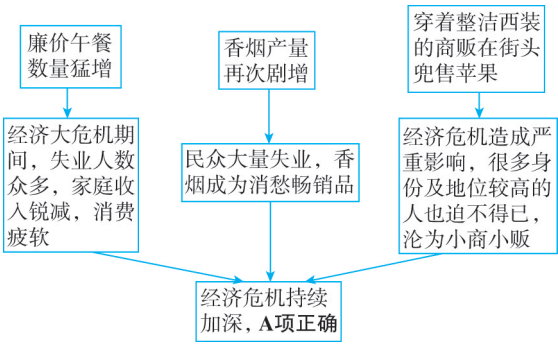 廉价午餐
数量猛增
香烟产量
再次剧增
穿着整洁西装
的商贩在街头
兜售苹果
经济大危机期
间，失业人数
众多，家庭收
入锐减，消费
疲软
民众大量失业，香
烟成为消愁畅销品
经济危机造成严
重影响，很多身
份及地位较高的
人也迫不得已，
沦为小商小贩
经济危机持续
加深，A项正确